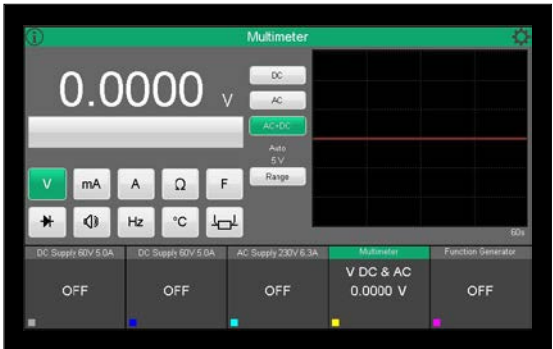 Multimeter
0.0000 V
DC
AC
AC+DC
Auto
5 V
Range
V mA A Ω F
Hz °C
60s
DC Supply 60V 5.0A
OFF
DC Supply 60V 5.0A
OFF
AC Supply 230V 6.3A
OFF
Multimeter
V DC & AC
0.0000 V
Function Generator
OFF